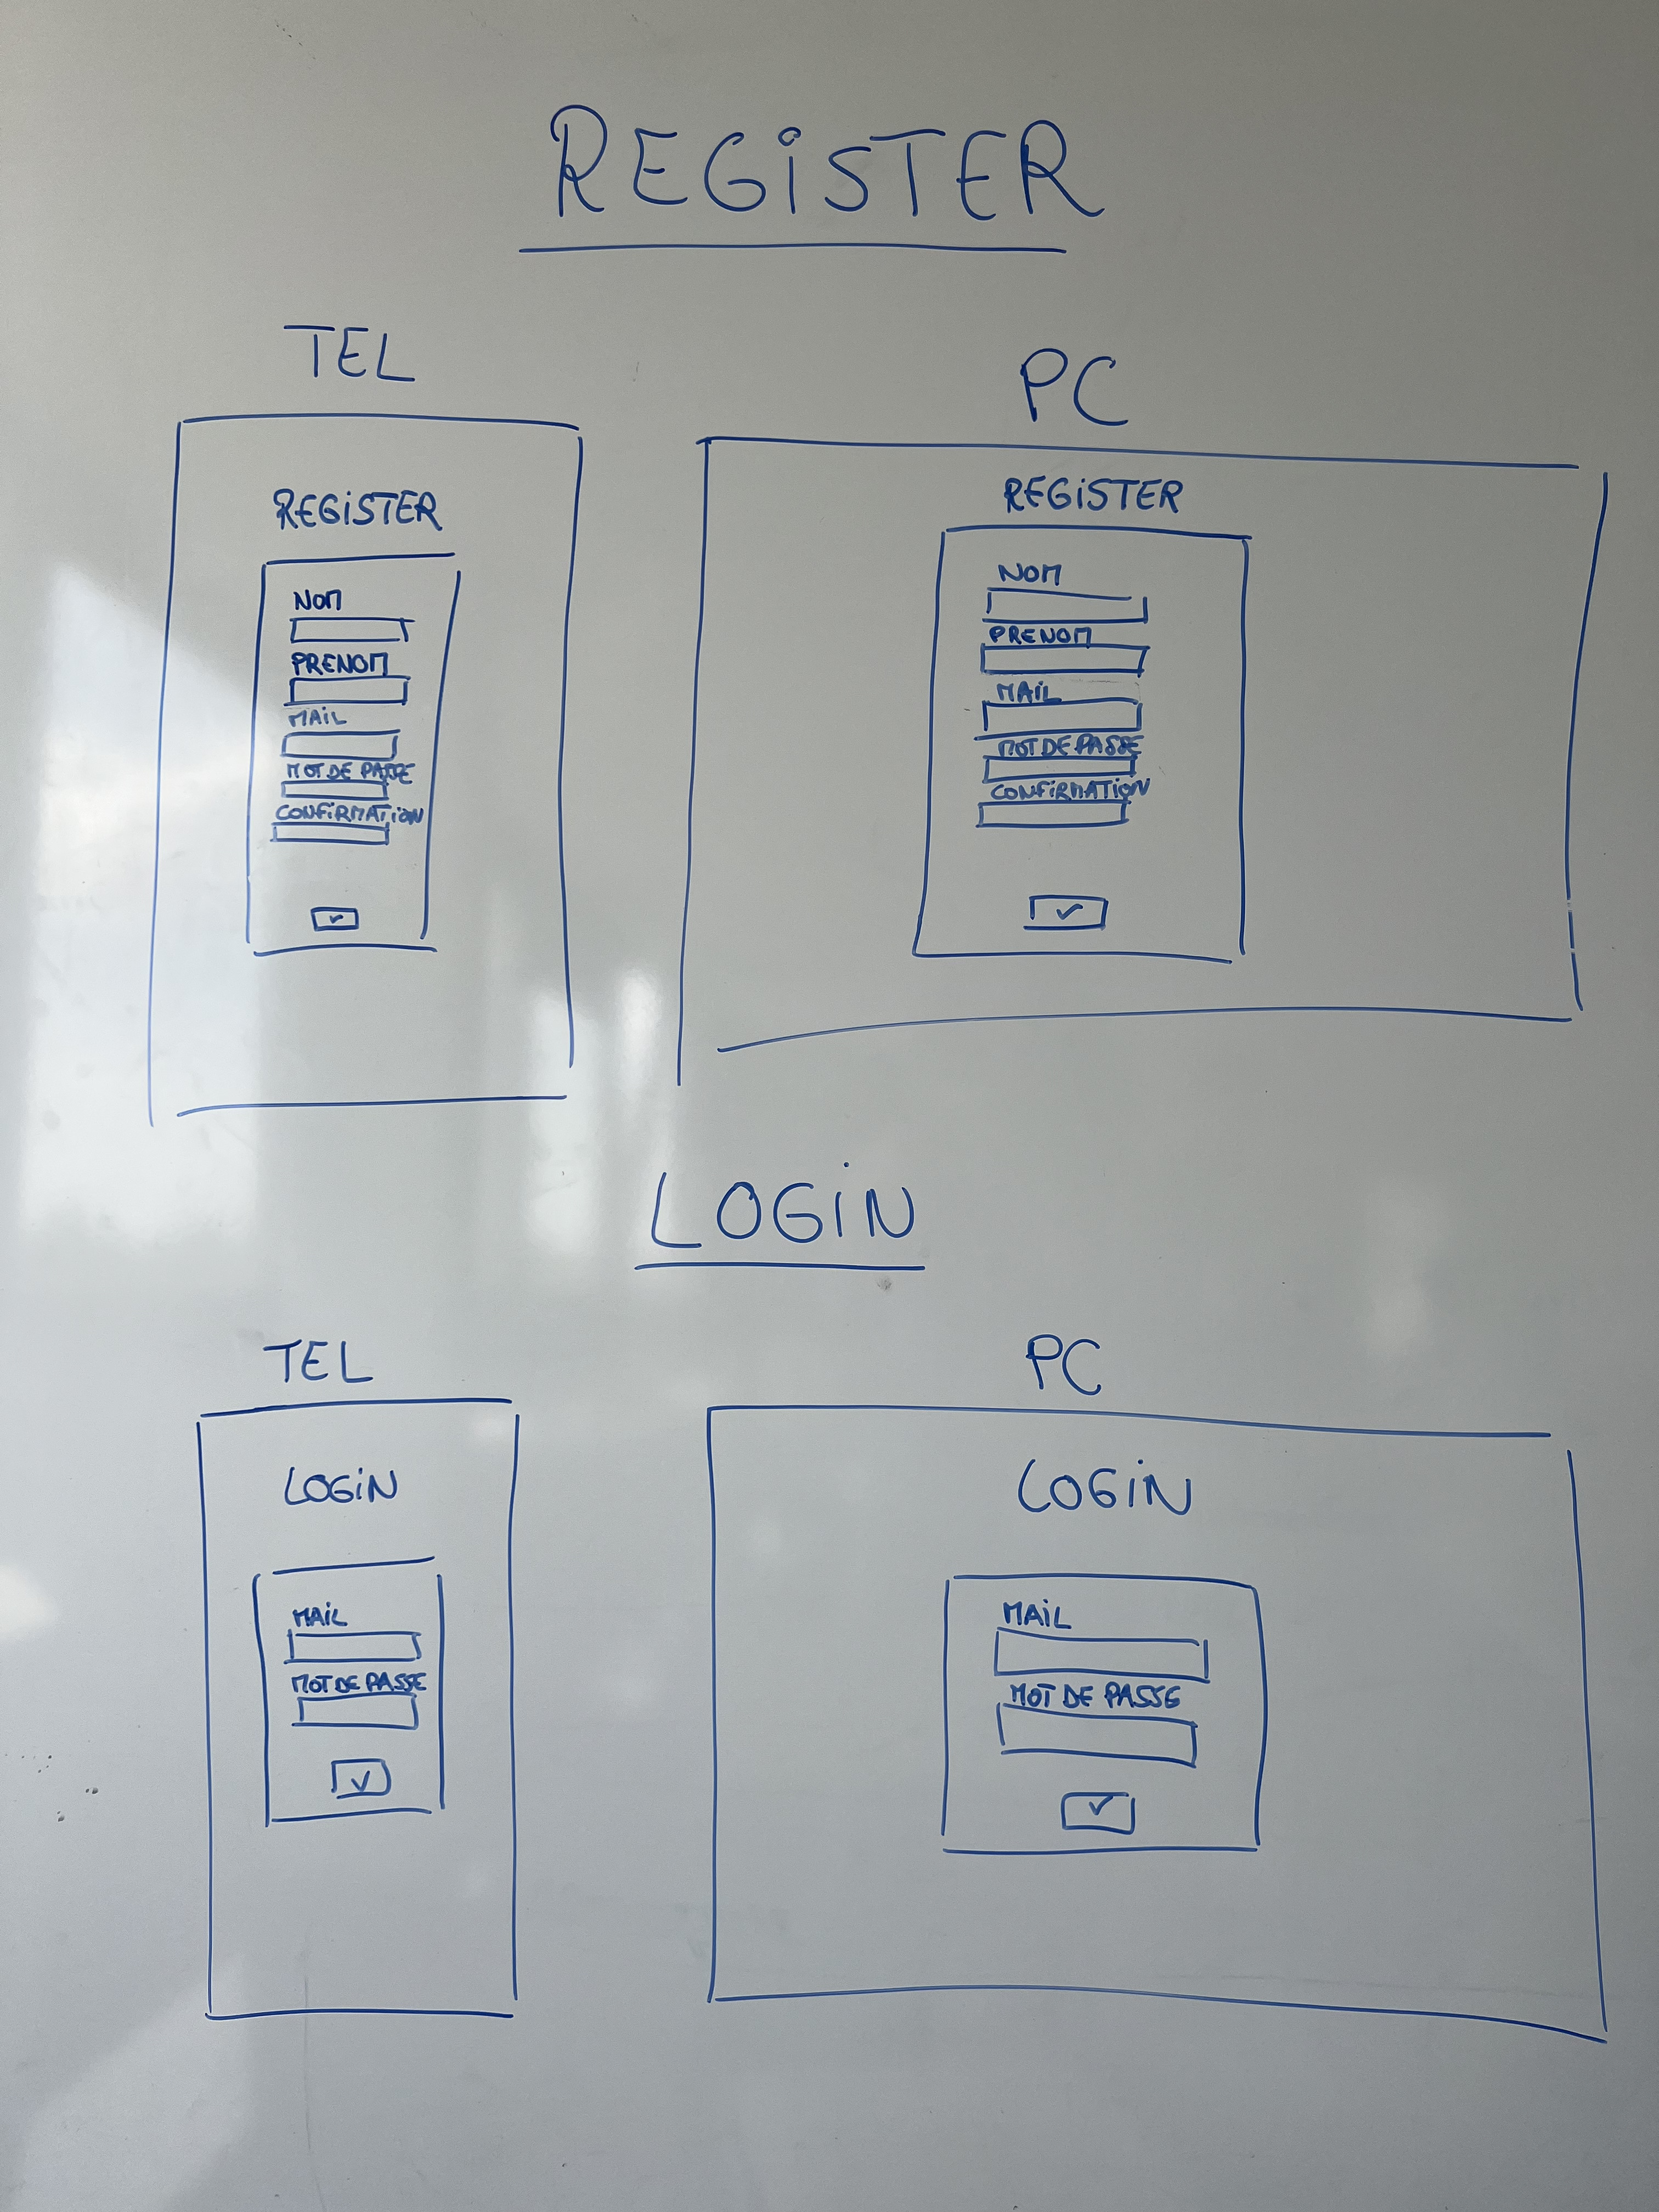 REGiSTER
TEL
REGiSTER
NOM
PRENOM
MAiL
MOT DE PASSE
CONFiRMATiON
PC
REGiSTER
NOM
PRENOM
MAiL
MOT DE PASSE
CONFiRMATiON
LOGiN
TEL
LOGiN
MAiL
MOT DE PASSE
PC
LOGiN
MAiL
MOT DE PASSE